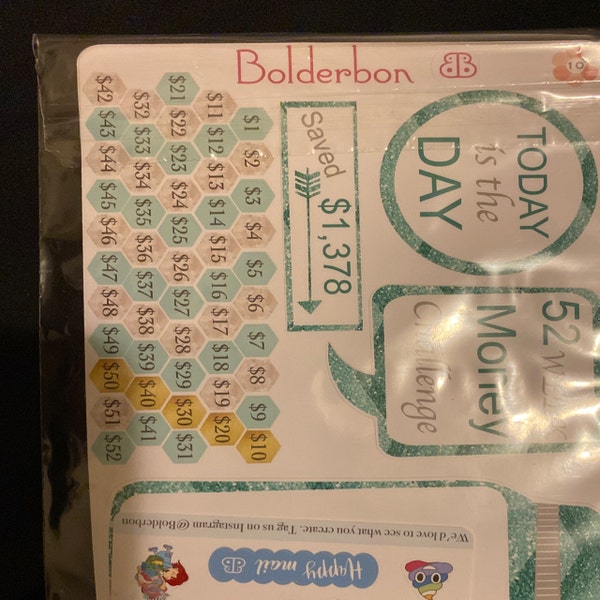 Bolderbon BB
10
$1 $2 $3 $4 $5 $6 $7 $8 $9 $10
$11 $12 $13 $14 $15 $16 $17 $18 $19 $20
$21 $22 $23 $24 $25 $26 $27 $28 $29 $30 $31
$32 $33 $34 $35 $36 $37 $38 $39 $40 $41
$42 $43 $44 $45 $46 $47 $48 $49 $50 $51 $52
Saved
$1,378
TODAY
is the
DAY
52 week
Money
Challenge
We'd love to see what you create. Tag us on Instagram @Bolderbon
Happy mail BB